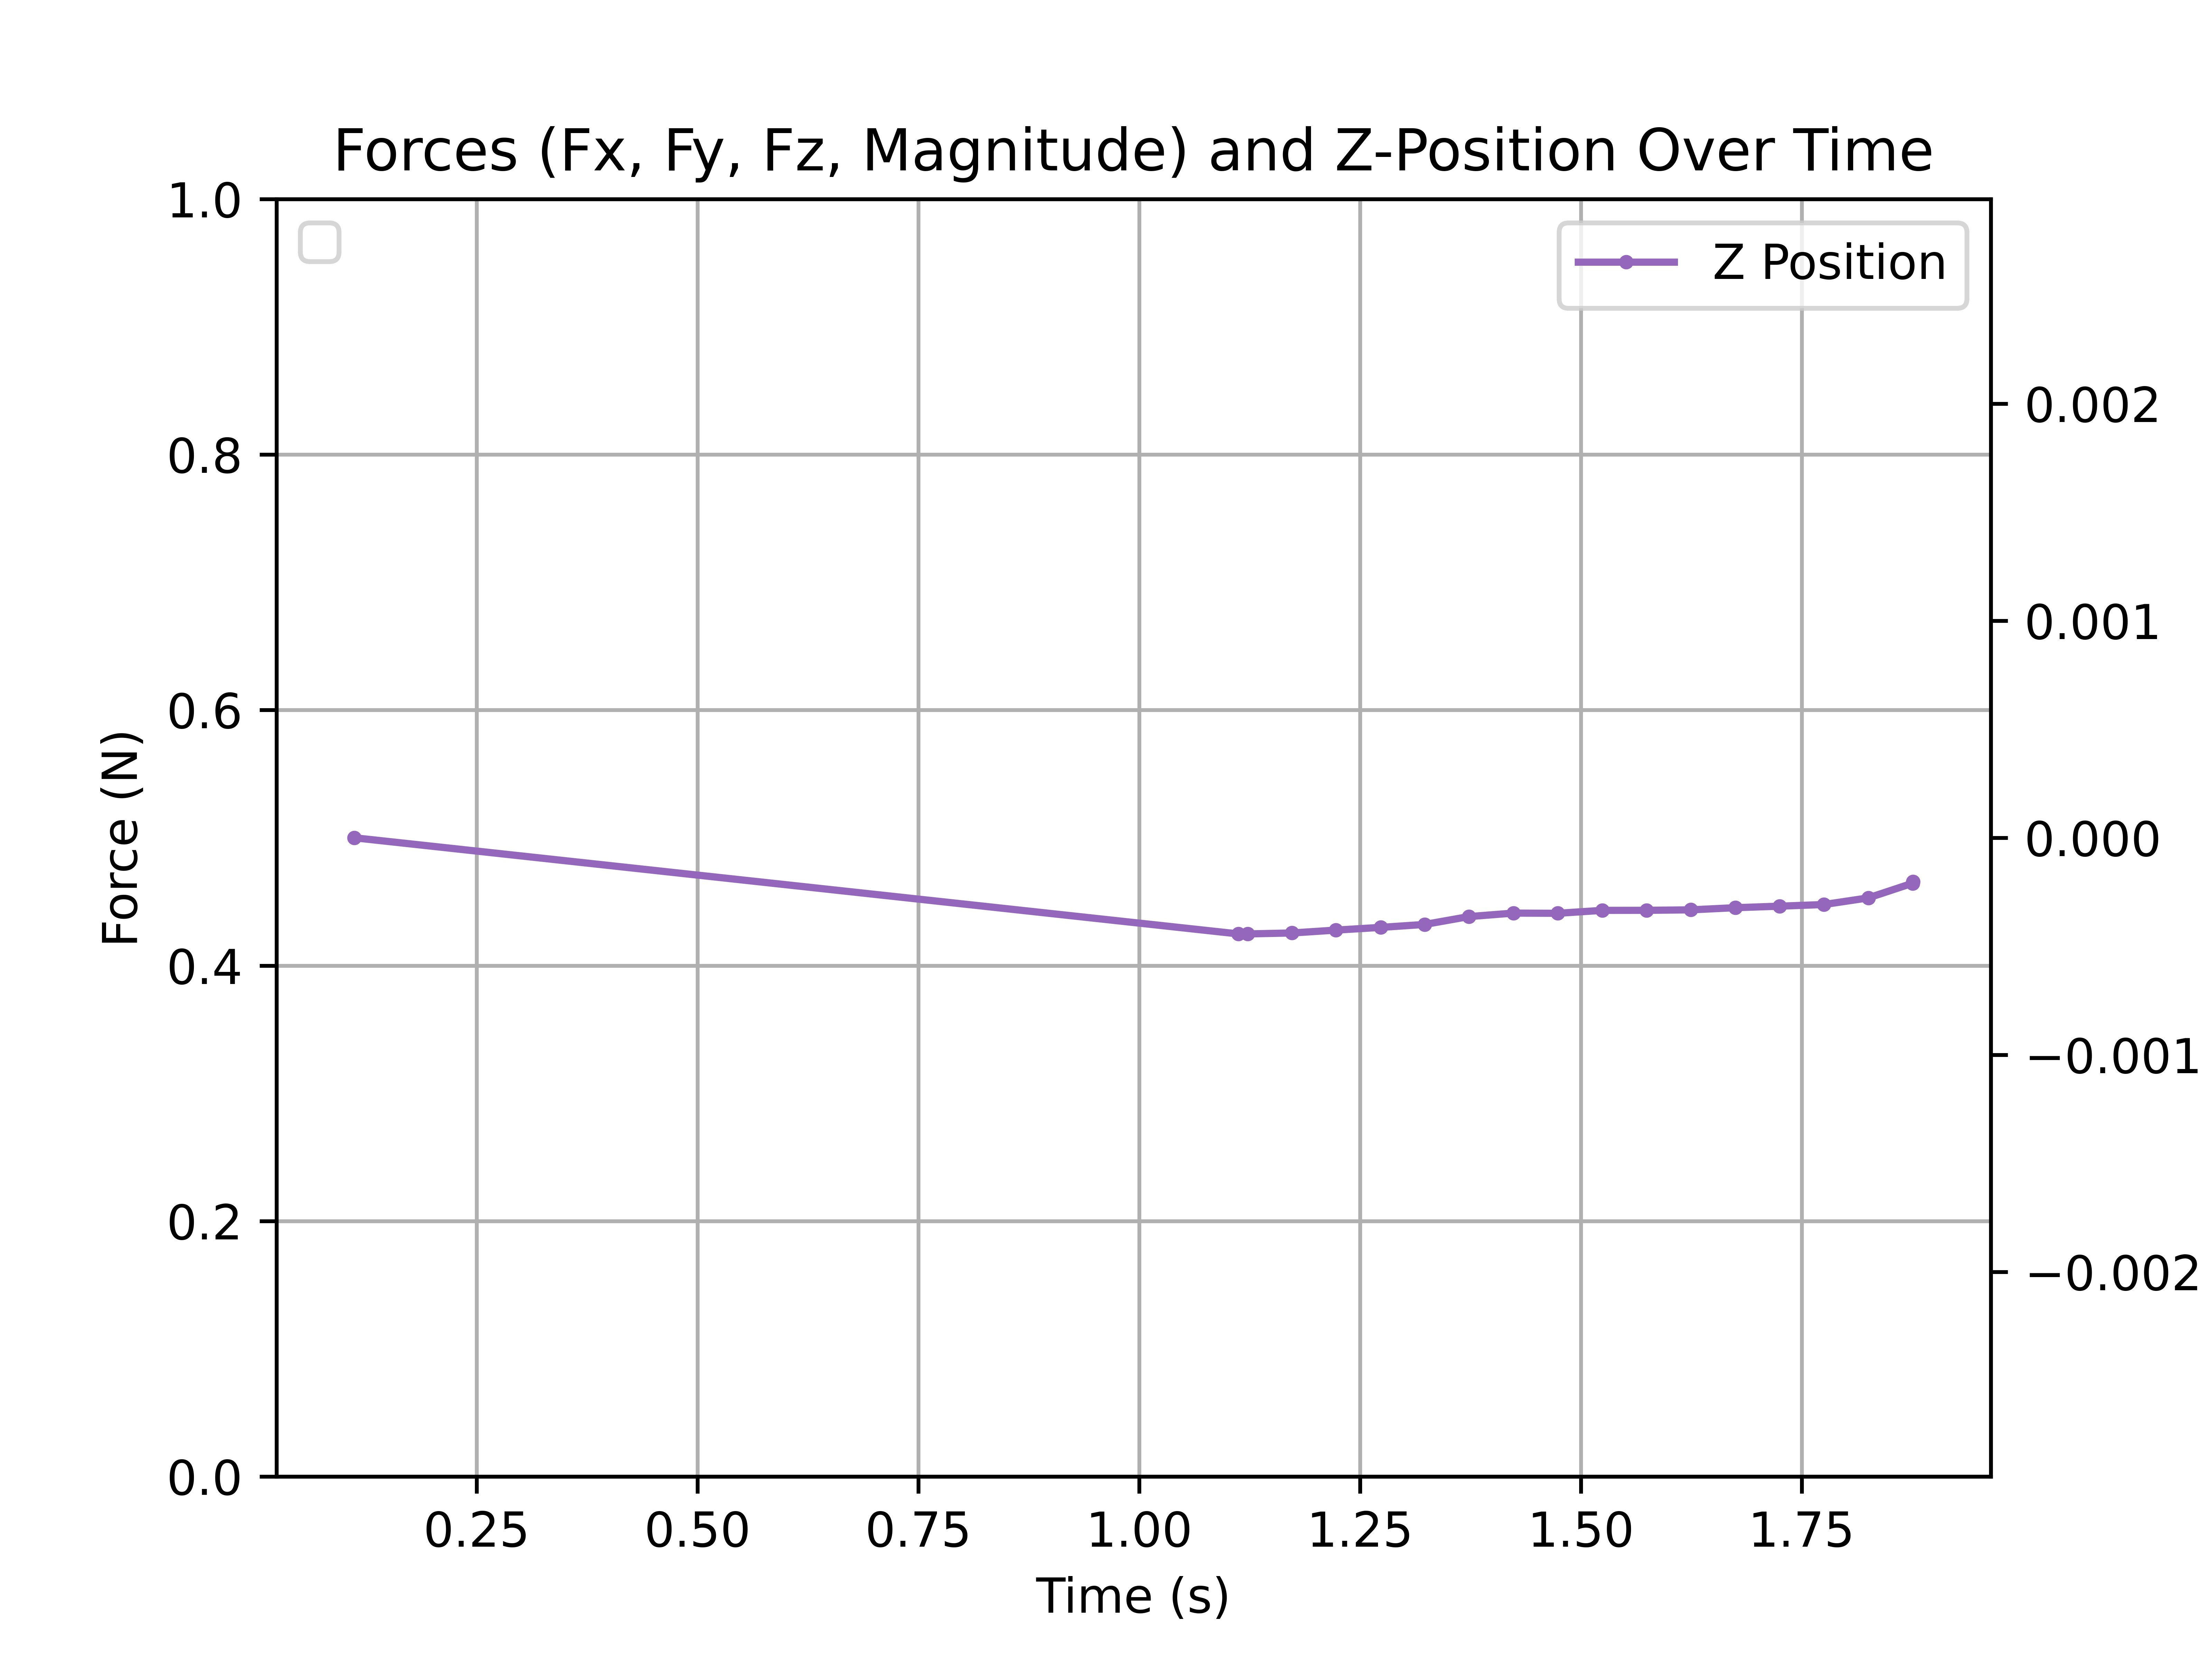 Forces (Fx, Fy, Fz, Magnitude) and Z-Position Over Time
1.0
0.8
0.6
0.4
0.2
0.0
Force (N)
Z Position
0.002
0.001
0.000
−0.001
−0.002
0.25 0.50 0.75 1.00 1.25 1.50 1.75
Time (s)